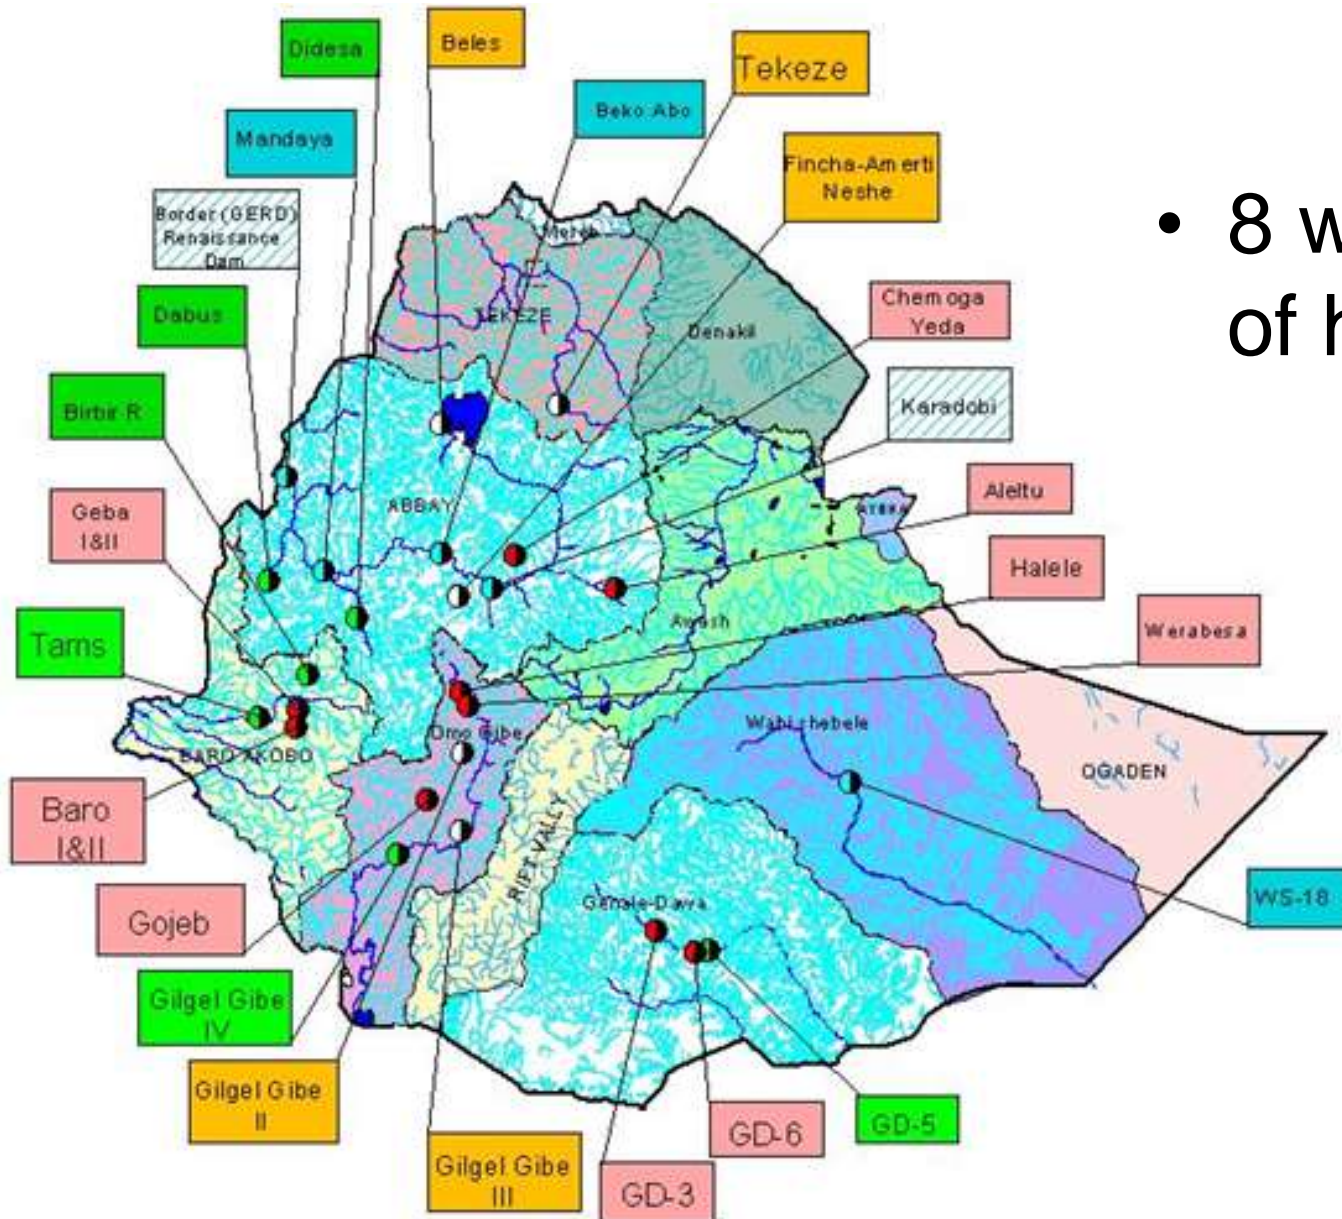 Didesa
Beles
Tekeze
Beko Abo
Mandaya
Fincha-Amerti
Neshe
Border (GERD)
Renaissance
Dam
• 8 w
of h
Mereb
Dabus
TEKEZE
Denakil
Chemoga
Yeda
Birbir R
Karadobi
Geba
I&II
ABBAY
Aleltu
AYSHA
Halele
Tams
Awash
Werabesa
BARO AKOBO
Omo Gibe
Wabi shebele
OGADEN
Baro
I&II
RIFT VALLY
Gojeb
Genale-Dawa
WS-18
Gilgel Gibe
IV
Gilgel Gibe
II
GD-6
GD-5
Gilgel Gibe
III
GD-3